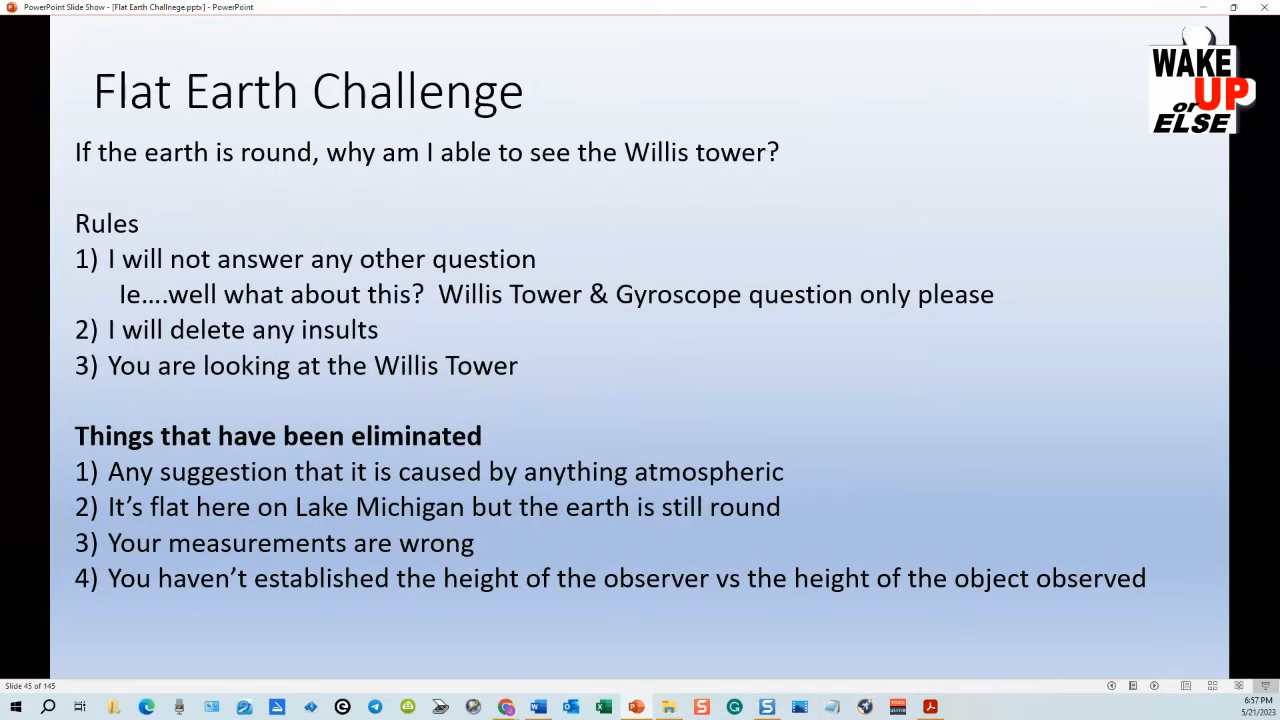 PowerPoint Slide Show - [Flat Earth Challnege.pptx] - PowerPoint
WAKE
UP
or
ELSE
Flat Earth Challenge
If the earth is round, why am I able to see the Willis tower?
Rules
1) I will not answer any other question
Ie....well what about this? Willis Tower & Gyroscope question only please
2) I will delete any insults
3) You are looking at the Willis Tower
Things that have been eliminated
1) Any suggestion that it is caused by anything atmospheric
2) It's flat here on Lake Michigan but the earth is still round
3) Your measurements are wrong
4) You haven't established the height of the observer vs the height of the object observed
Slide 45 of 145
6:57 PM
5/21/2023